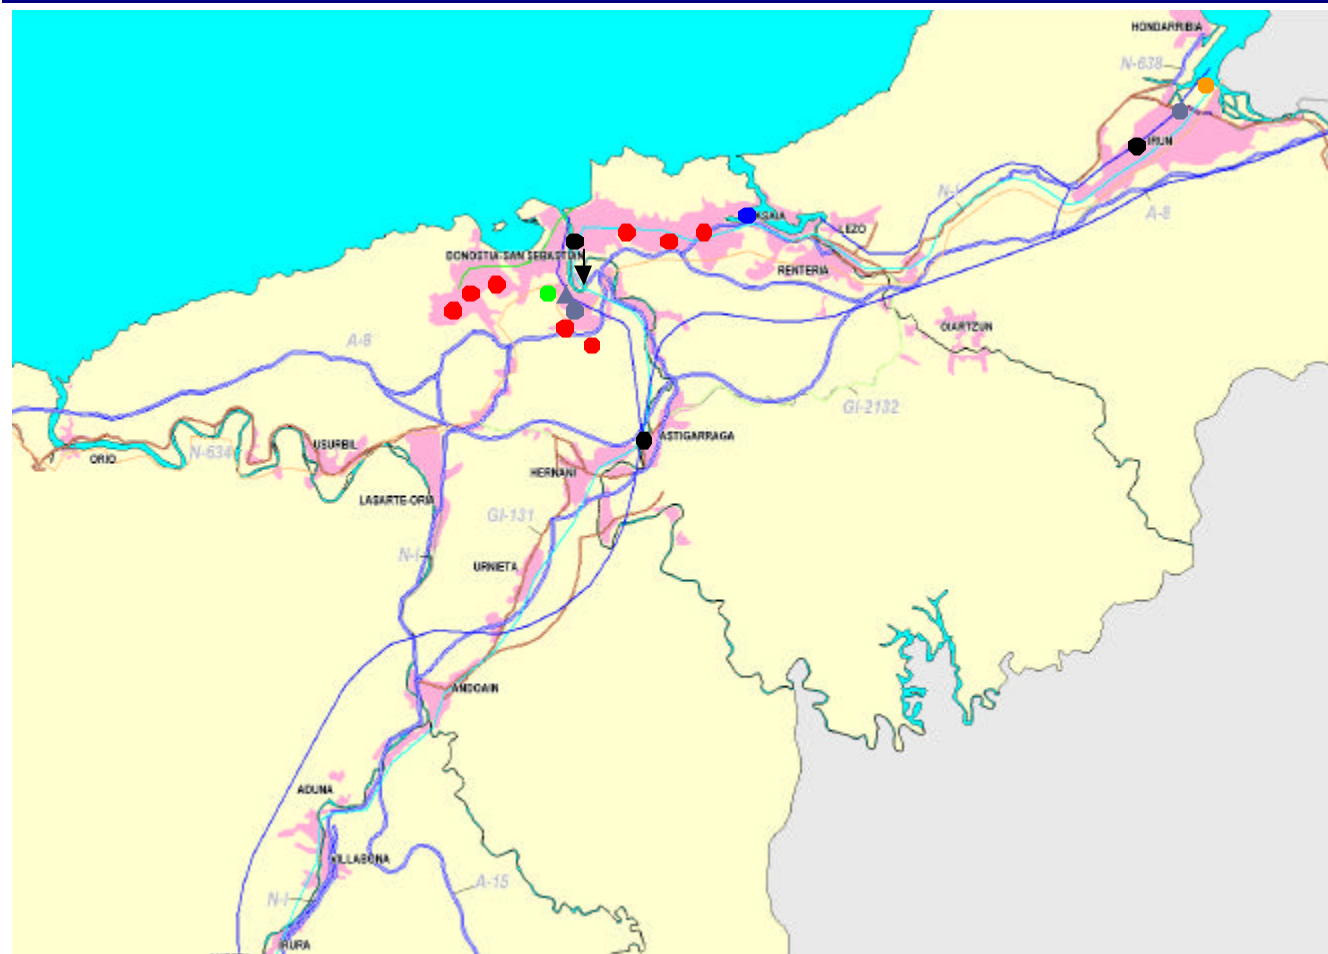 HONDARRIBIA
N-638
IRUN
N-I
A-8
ASAIA
LEZO
DONOSTIA-SAN SEBASTIAN
RENTERIA
OIARTZUN
A-8
GI-2132
ASTIGARRAGA
USURBIL
N-634
ORIO
HERNANI
LASARTE-ORIA
GI-131
N-I
URNIETA
ANDOAIN
ADUNA
VILLABONA
A-15
N-I
IRURA